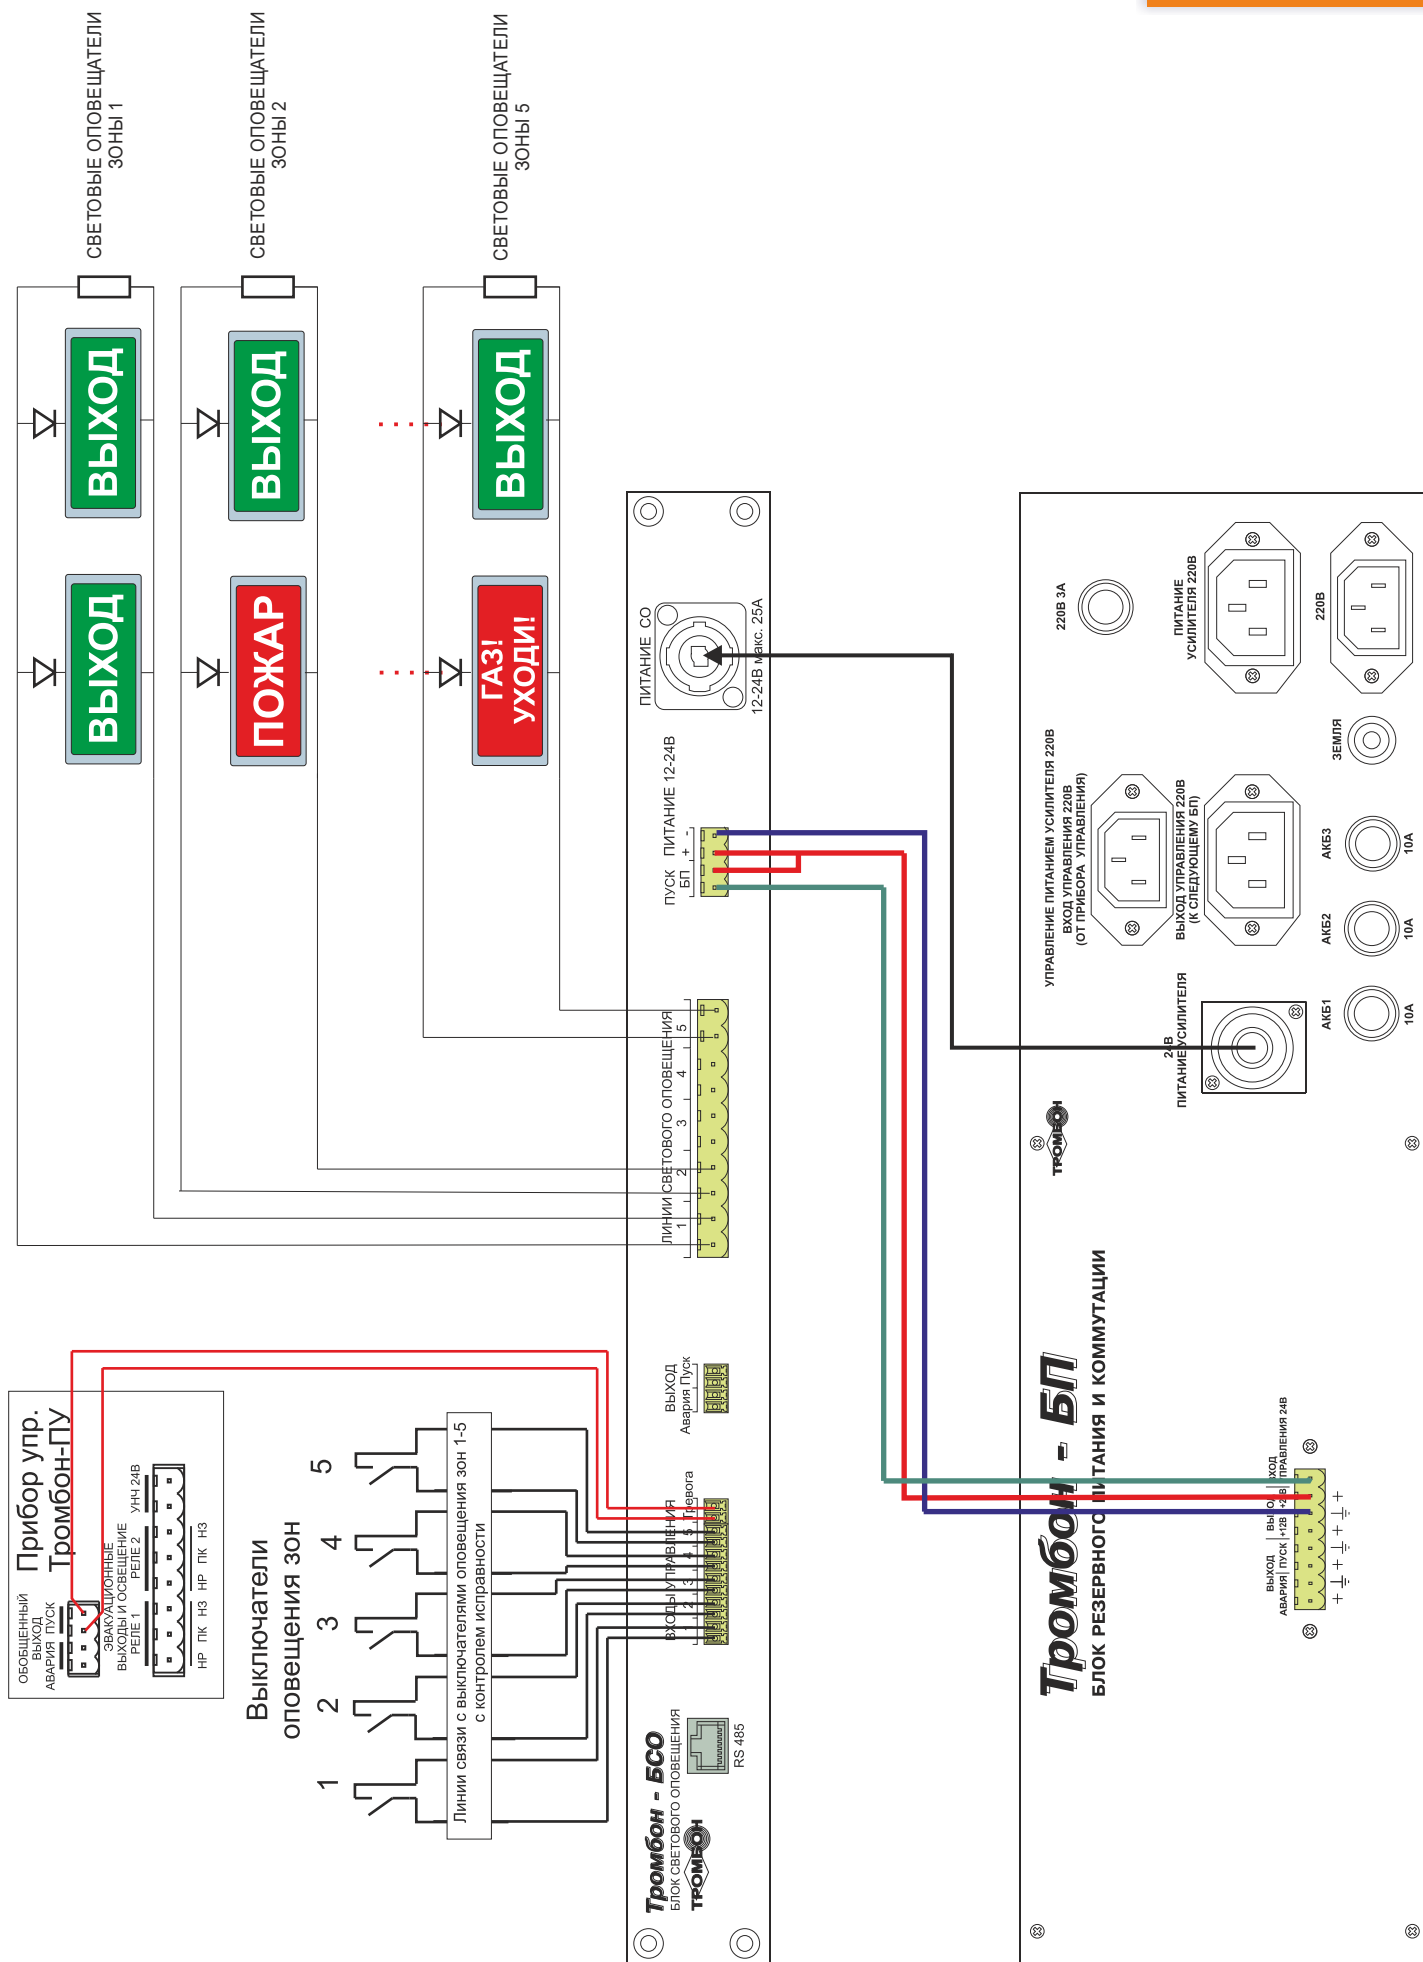 СВЕТОВЫЕ ОПОВЕЩАТЕЛИ
ЗОНЫ 1
СВЕТОВЫЕ ОПОВЕЩАТЕЛИ
ЗОНЫ 2
СВЕТОВЫЕ ОПОВЕЩАТЕЛИ
ЗОНЫ 5
ВЫХОД
ВЫХОД
ВЫХОД
ВЫХОД
ПОЖАР
ГАЗ!
УХОДИ!
Прибор упр.
Тромбон-ПУ
ОБОБЩЕННЫЙ
ВЫХОД
АВАРИЯ ПУСК
ЭВАКУАЦИОННЫЕ
ВЫХОДЫ И ОСВЕЩЕНИЕ
РЕЛЕ 1 РЕЛЕ 2 УНЧ 24В
НР ПК НЗ НР ПК НЗ
Выключатели
оповещения зон
1 2 3 4 5
Линии связи с выключателями оповещения зон 1-5
с контролем исправности
Тромбон - БСО
БЛОК СВЕТОВОГО ОПОВЕЩЕНИЯ
ТРОМБОН
RS 485
ВХОДЫ УПРАВЛЕНИЯ
1 2 3 4 5 Тревога
ВЫХОД
Авария Пуск
ЛИНИИ СВЕТОВОГО ОПОВЕЩЕНИЯ
1 2 3 4 5
ПУСК ПИТАНИЕ 12-24В
БП + -
ПИТАНИЕ СО
12-24В макс. 25А
Тромбон - БП
БЛОК РЕЗЕРВНОГО ПИТАНИЯ И КОММУТАЦИИ
ТРОМБОН
ВЫХОД
АВАРИЯ ПУСК +12В
УПРАВЛЕНИЯ 24В
24В
ПИТАНИЕ УСИЛИТЕЛЯ
УПРАВЛЕНИЕ ПИТАНИЕМ УСИЛИТЕЛЯ 220В
ВХОД УПРАВЛЕНИЯ 220В
(ОТ ПРИБОРА УПРАВЛЕНИЯ)
ВЫХОД УПРАВЛЕНИЯ 220В
(К СЛЕДУЮЩЕМУ БП)
220В 3А
ПИТАНИЕ
УСИЛИТЕЛЯ 220В
220В
ЗЕМЛЯ
АКБ1 АКБ2 АКБ3
10А 10А 10А